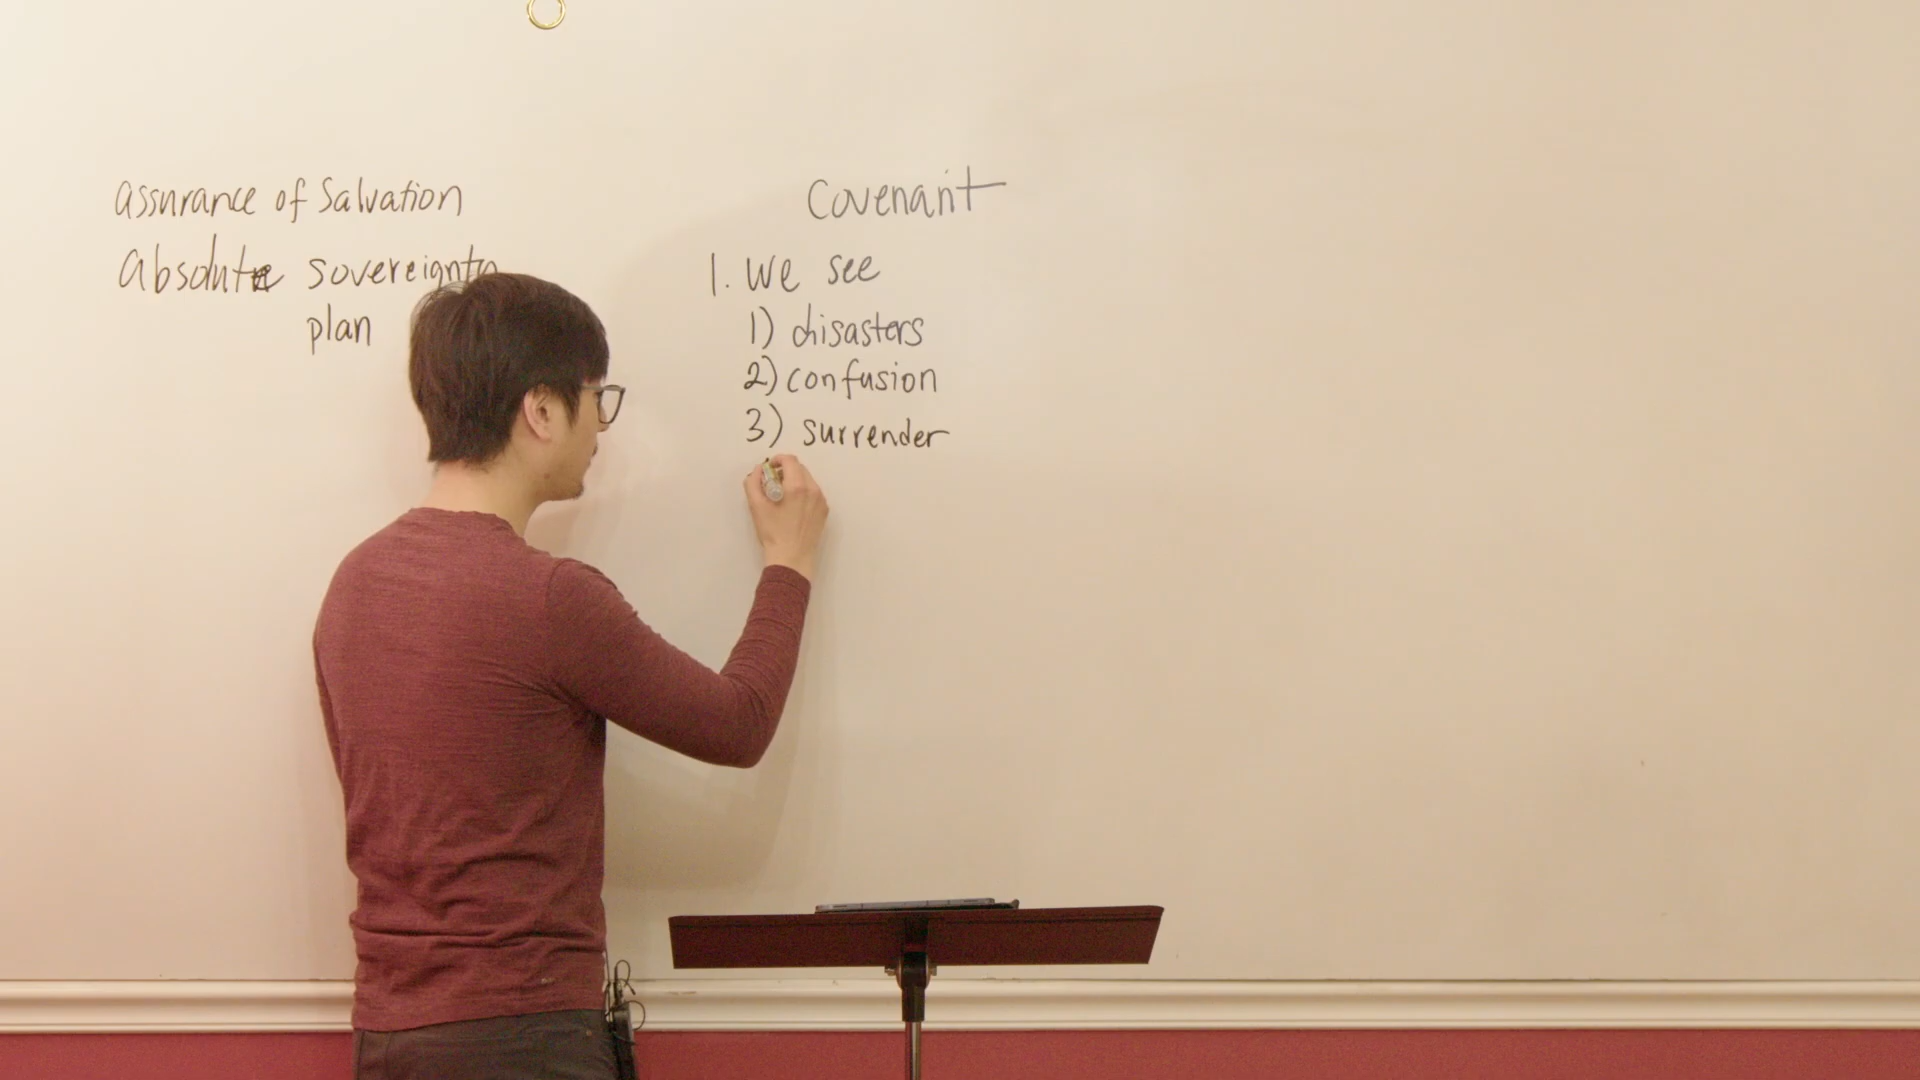 assurance of Salvation
Absolute sovereignty
plan
Covenant
1. we see
1) disasters
2) confusion
3) surrender